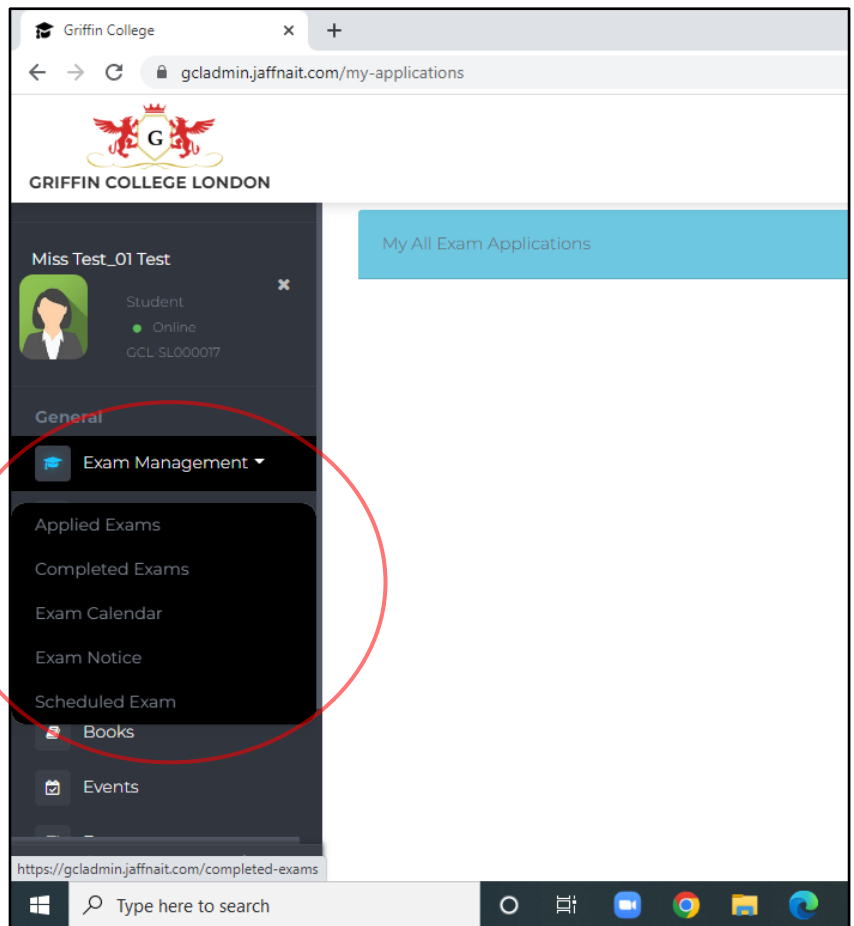 Griffin College
gcladmin.jaffnait.com/my-applications
G
GRIFFIN COLLEGE LONDON
My All Exam Applications
Miss Test_01 Test
Student
Online
GCL SL000017
General
Exam Management
Applied Exams
Completed Exams
Exam Calendar
Exam Notice
Scheduled Exam
Books
Events
https://gcladmin.jaffnait.com/completed-exams
Type here to search